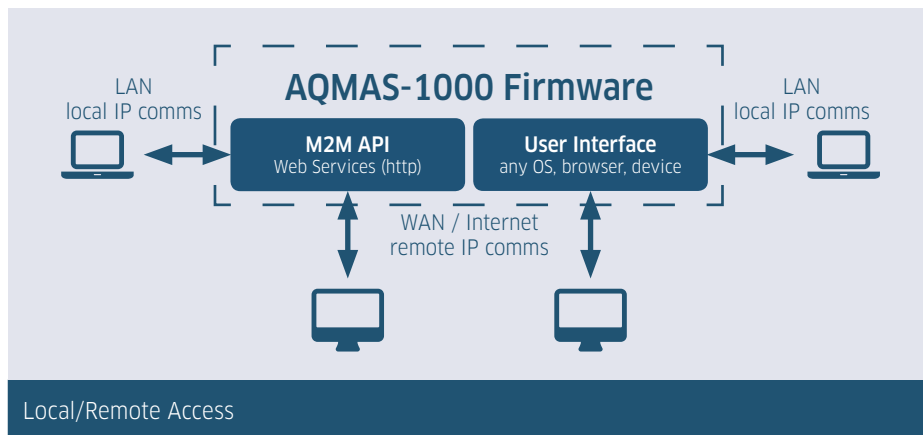 AQMAS-1000 Firmware
LAN
local IP comms
M2M API
Web Services (http)
User Interface
any OS, browser, device
LAN
local IP comms
WAN / Internet
remote IP comms
Local/Remote Access